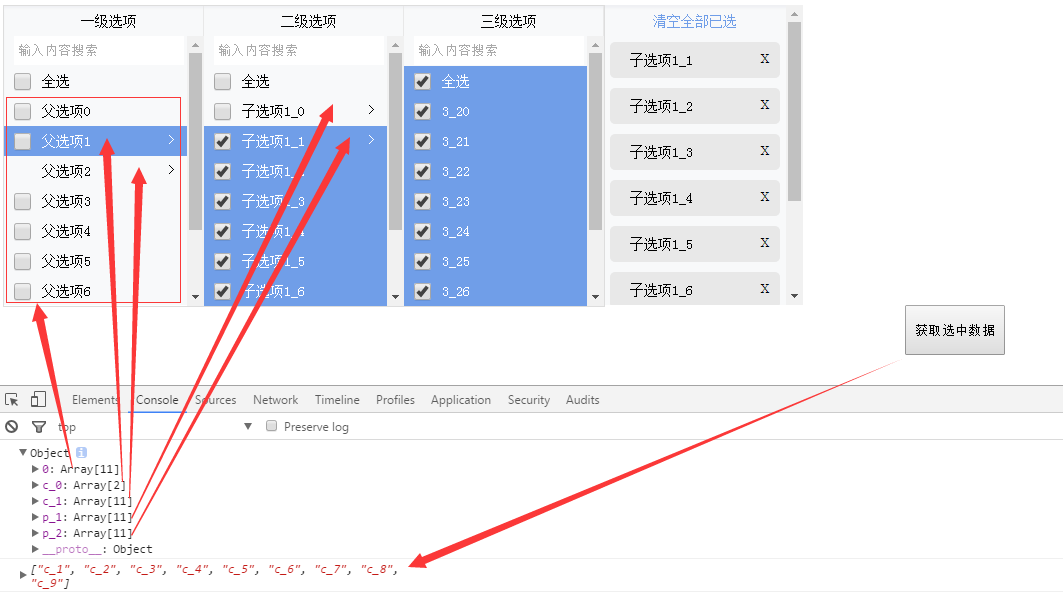 一级选项
输入内容搜索
全选
父选项0
父选项1
父选项2
父选项3
父选项4
父选项5
父选项6
二级选项
输入内容搜索
全选
子选项1_0
子选项1_1
子选项1_
子选项1_3
子选项1_4
子选项1_5
子选项1_6
三级选项
输入内容搜索
全选
3_20
3_21
3_22
3_23
3_24
3_25
3_26
清空全部已选
子选项1_1 X
子选项1_2 X
子选项1_3 X
子选项1_4 X
子选项1_5 X
子选项1_6 X
获取选中数据
Elements Console Sources Network Timeline Profiles Application Security Audits
top Preserve log
Object i
0: Array[11]
c_0: Array[2]
c_1: Array[11]
p_1: Array[11]
p_2: Array[11]
__proto__: Object
["c_1", "c_2", "c_3", "c_4", "c_5", "c_6", "c_7", "c_8",
"c_9"]